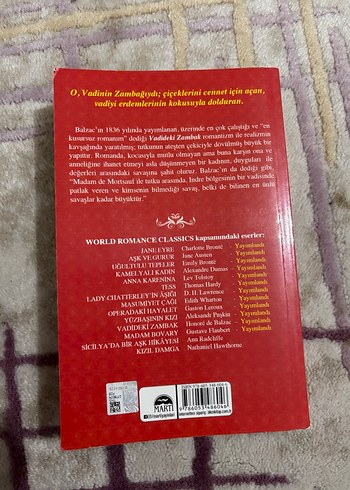 O, Vadinin Zambağıydı; çiçeklerini cennet için açan,
vadiyi erdemlerinin kokusuyla dolduran.
Balzac'ın 1836 yılında yayımlanan, üzerinde en çok çalıştığı ve "en
kusursuz romanım" dediği Vadideki Zambak romantizm ile realizmin
kavşağında yaratılmış; tutkunun ateşten çekiciyle dövülmüş büyük bir
yapıttır. Romanda, kocasıyla mutlu olmayan ama buna karşın ona ve
anneliğine ihanet etmeyi asla düşünmeyen bir kadının, duyguları ile
değerleri arasındaki savaşına şahit oluruz. Balzac'ın da dediği gibi,
"Madam de Mortsauf ile tutku arasında, Indre bölgesinin bir vadisinde
patlak veren ve kimsenin bilmediği savaş, belki de bilinen en ünlü
savaşlar kadar büyüktür."
WORLD ROMANCE CLASSICS kapsamındaki eserler:
JANE EYRE Charlotte Brontë - Yayımlandı
AŞK VE GURUR Jane Austen - Yayımlandı
UĞULTULU TEPELER Emily Brontë - Yayımlandı
KAMELYALI KADIN Alexandre Dumas - Yayımlandı
ANNA KARENİNA Lev Tolstoy - Yayımlandı
TESS Thomas Hardy - Yayımlandı
LADY CHATTERLEY'İN ÂŞIĞI D. H. Lawrence - Yayımlandı
MASUMİYET ÇAĞI Edith Wharton - Yayımlandı
OPERADAKİ HAYALET Gaston Leroux - Yayımlandı
YÜZBAŞININ KIZI Aleksandr Puşkin - Yayımlandı
VADİDEKİ ZAMBAK Honoré de Balzac - Yayımlandı
MADAM BOVARY Gustave Flaubert - Yayımlandı
SİCİLYA'DA BİR AŞK HİKÂYESİ Ann Radcliffe
KIZIL DAMGA Nathaniel Hawthorne
MARTI